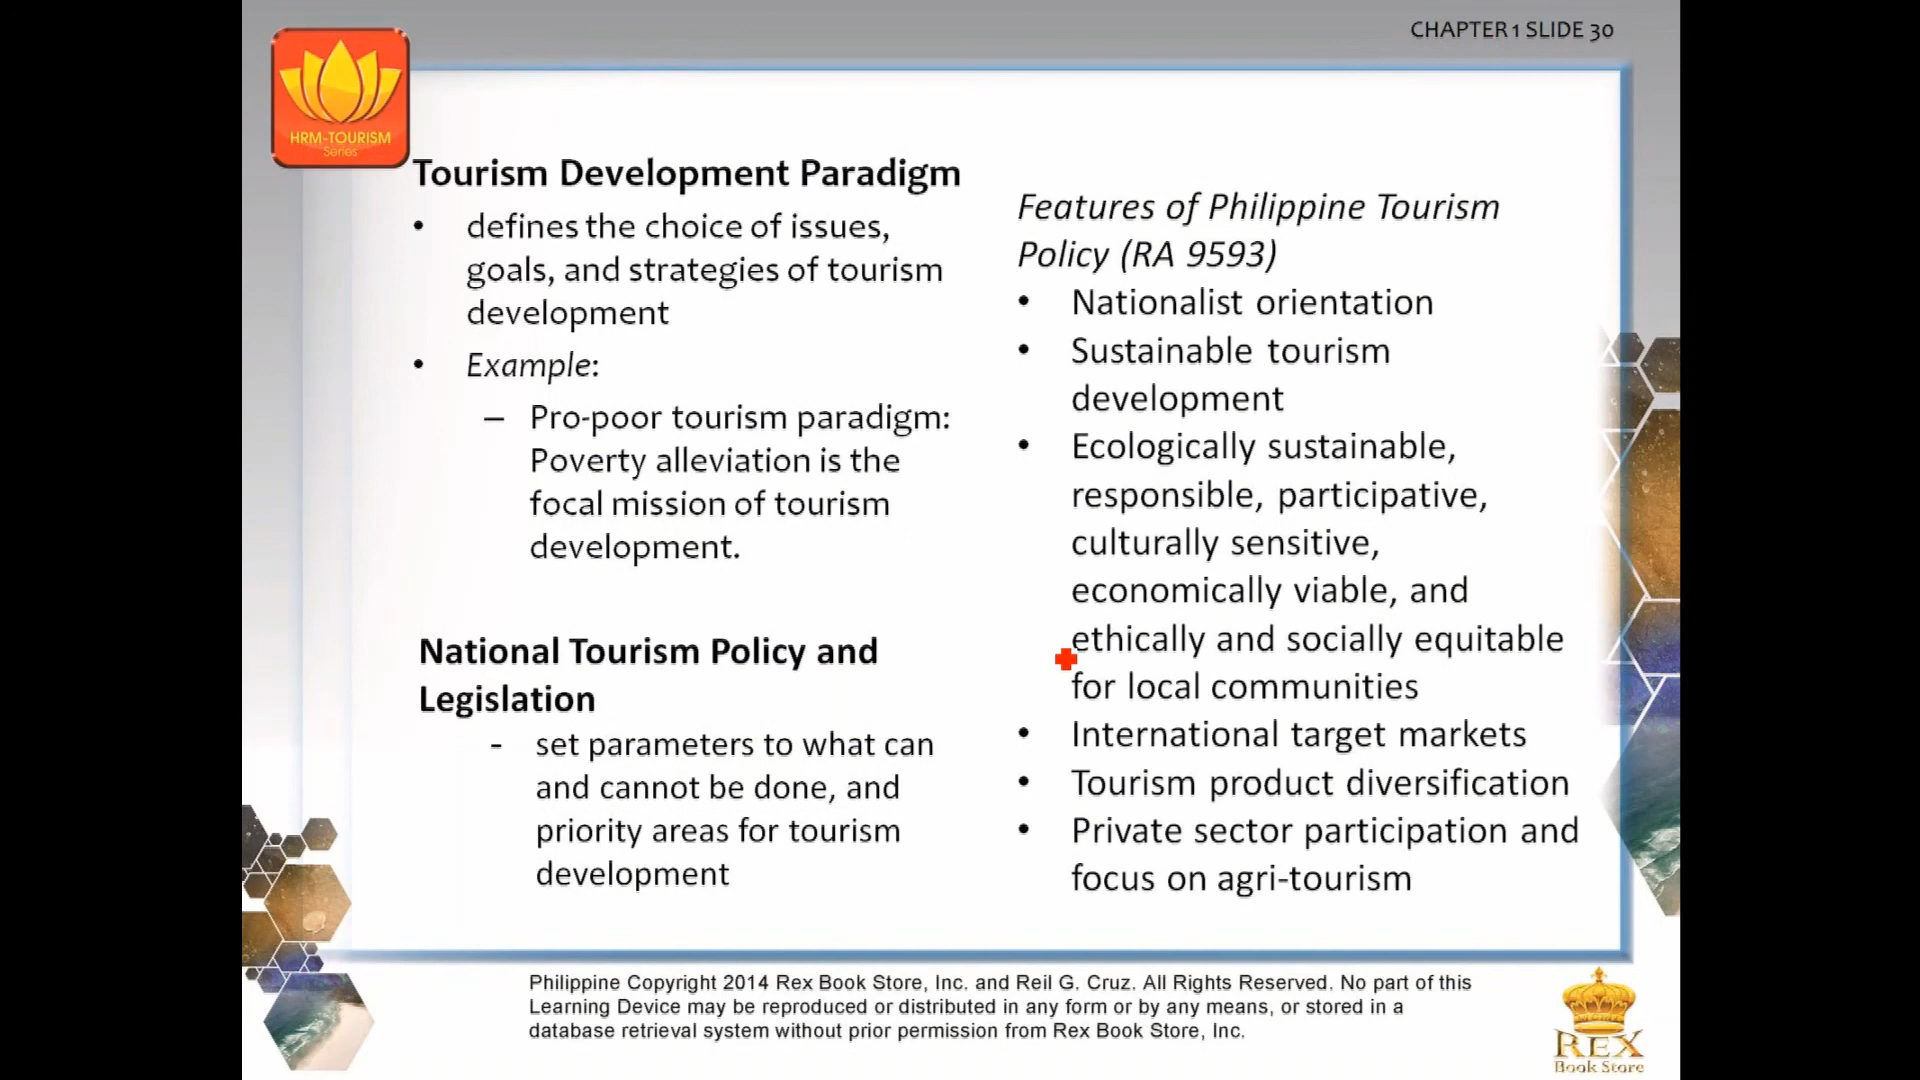 CHAPTER 1 SLIDE 30
HRM-TOURISM
Series
Tourism Development Paradigm
• defines the choice of issues,
goals, and strategies of tourism
development
• Example:
– Pro-poor tourism paradigm:
Poverty alleviation is the
focal mission of tourism
development.
National Tourism Policy and
Legislation
- set parameters to what can
and cannot be done, and
priority areas for tourism
development
Features of Philippine Tourism
Policy (RA 9593)
• Nationalist orientation
• Sustainable tourism
development
• Ecologically sustainable,
responsible, participative,
culturally sensitive,
economically viable, and
ethically and socially equitable
for local communities
• International target markets
• Tourism product diversification
• Private sector participation and
focus on agri-tourism
Philippine Copyright 2014 Rex Book Store, Inc. and Reil G. Cruz. All Rights Reserved. No part of this
Learning Device may be reproduced or distributed in any form or by any means, or stored in a
database retrieval system without prior permission from Rex Book Store, Inc.
REX
Book Store